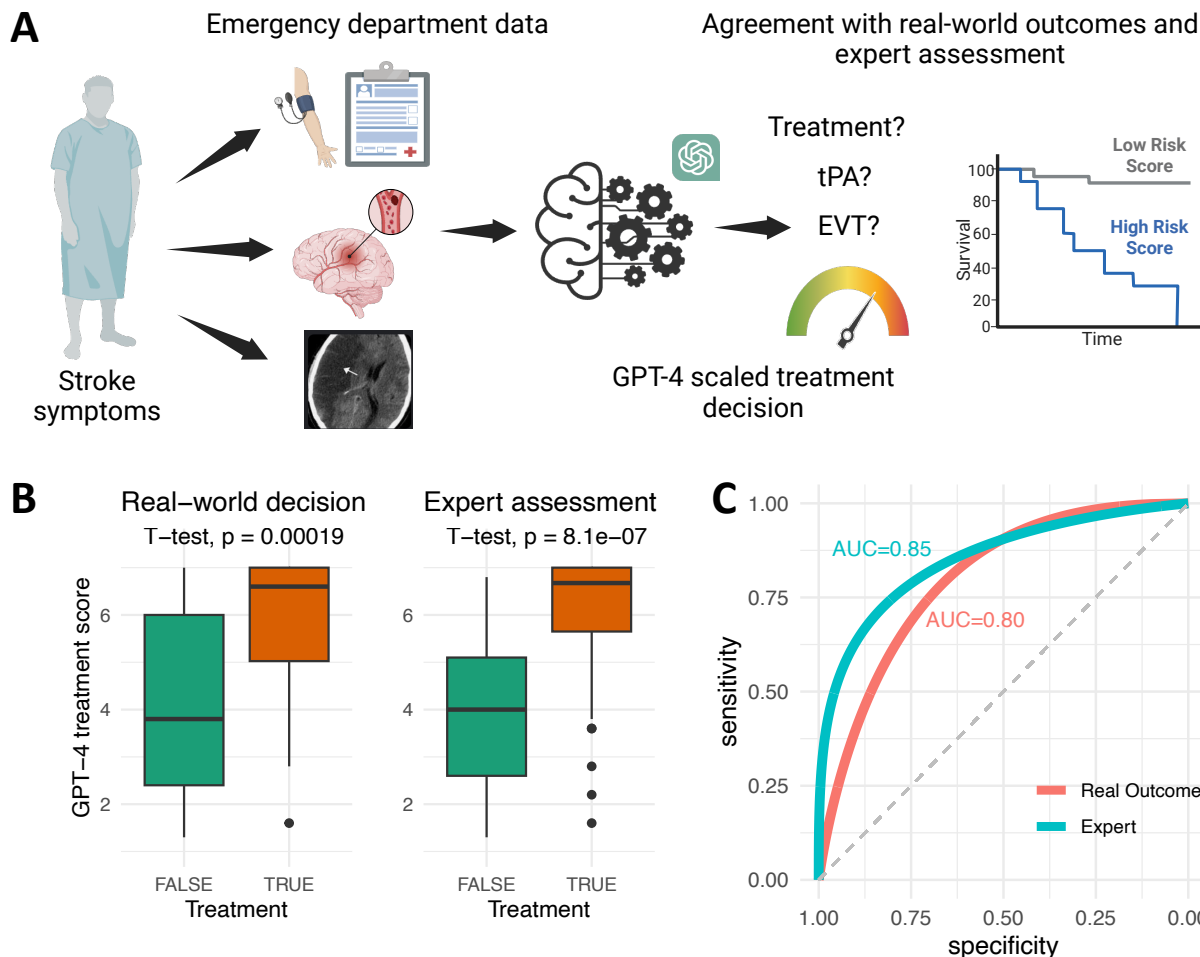 A
Emergency department data
Agreement with real-world outcomes and
expert assessment
Stroke
symptoms
Treatment?
tPA?
EVT?
GPT-4 scaled treatment
decision
Low Risk
Score
High Risk
Score
Survival
100
80
60
40
20
0
Time
B
Real-world decision
T-test, p = 0.00019
Expert assessment
T-test, p = 8.1e-07
GPT-4 treatment score
6
4
2
FALSE
TRUE
Treatment
6
4
2
FALSE
TRUE
Treatment
C
sensitivity
1.00
0.75
0.50
0.25
0.00
AUC=0.85
AUC=0.80
Real Outcome
Expert
1.00
0.75
0.50
0.25
0.00
specificity